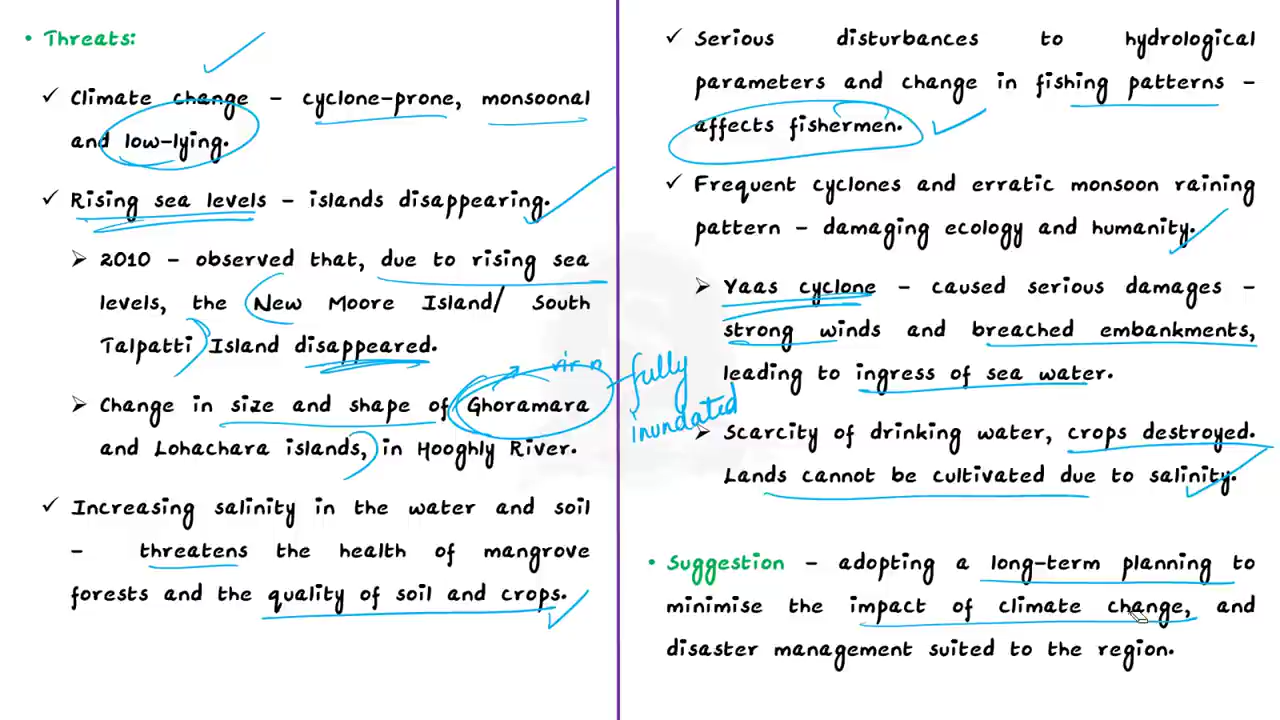 • Threats:
✓ Climate change – cyclone-prone, monsoonal
and low-lying.
✓ Rising sea levels – islands disappearing.
➤ 2010 – observed that, due to rising sea
levels, the New Moore Island/ South
Talpatti Island disappeared.
➤ Change in size and shape of Ghoramara
and Lohachara islands, in Hooghly River.
✓ Increasing salinity in the water and soil
– threatens the health of mangrove
forests and the quality of soil and crops.
fully
inundated
✓ Serious disturbances to hydrological
parameters and change in fishing patterns –
affects fishermen.
✓ Frequent cyclones and erratic monsoon raining
pattern – damaging ecology and humanity.
➤ Yaas cyclone – caused serious damages –
strong winds and breached embankments,
leading to ingress of sea water.
➤ Scarcity of drinking water, crops destroyed.
Lands cannot be cultivated due to salinity.
• Suggestion – adopting a long-term planning to
minimise the impact of climate change, and
disaster management suited to the region.